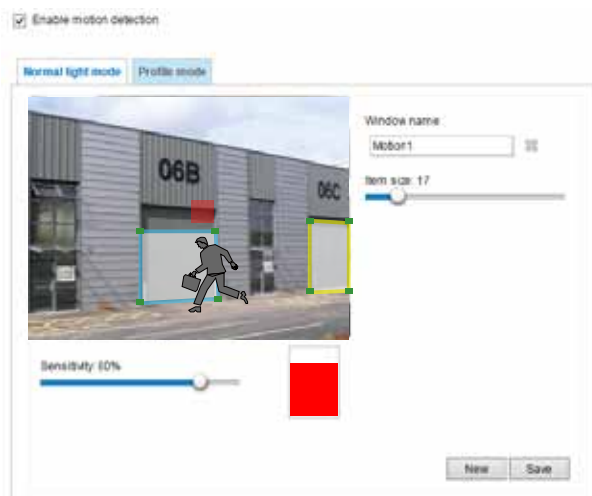 Enable motion detection
Normal light mode
Profile mode
Window name
Motion1
Item size: 17
06B
06C
Sensitivity: 80%
New
Save